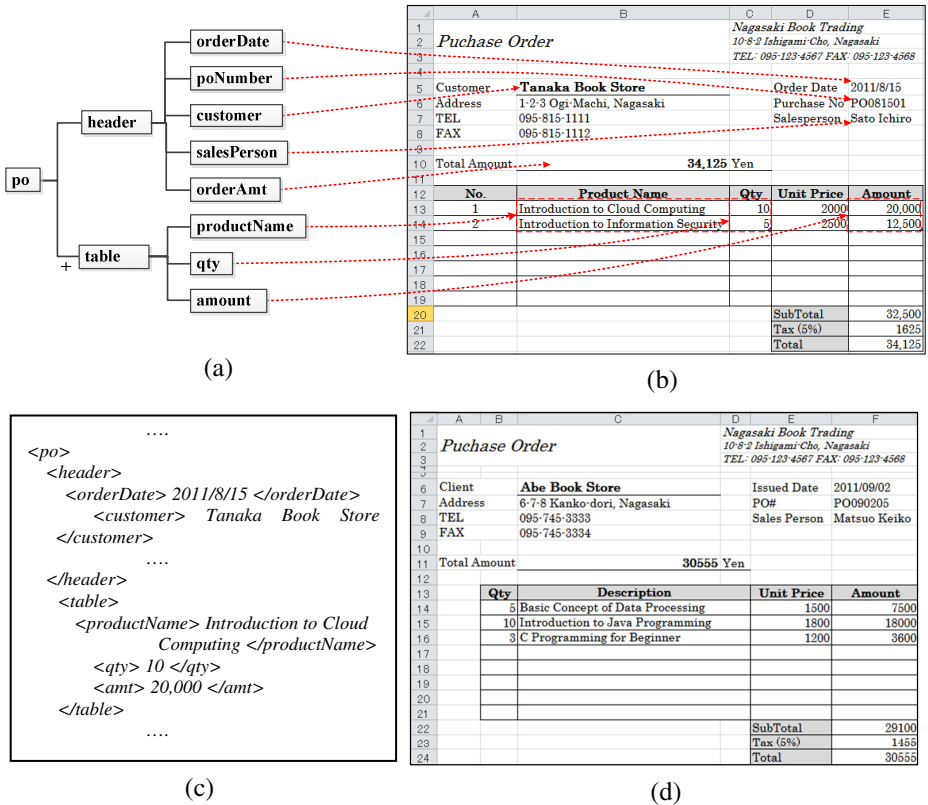 orderDate
poNumber
customer
salesPerson
orderAmt
header
po
productName
table
+
qty
amount
(a)
A B C D E
1 Nagasaki Book Trading
2 Puchase Order 10-8-2 Ishigami-Cho, Nagasaki
3 TEL: 095-123-4567 FAX: 095-123-4568
4
5 Customer Tanaka Book Store Order Date 2011/8/15
6 Address 1-2-3 Ogi-Machi, Nagasaki Purchase No PO081501
7 TEL 095-815-1111 Salesperson Sato Ichiro
8 FAX 095-815-1112
9
10 Total Amount 34,125 Yen
11
12 No. Product Name Qty Unit Price Amount
13 1 Introduction to Cloud Computing 10 2000 20,000
14 2 Introduction to Information Security 5 2500 12,500
15
16
17
18
19
20 SubTotal 32,500
21 Tax (5%) 1625
22 Total 34,125
(b)
....
<po>
<header>
<orderDate> 2011/8/15 </orderDate>
<customer> Tanaka Book Store
</customer>
....
</header>
<table>
<productName> Introduction to Cloud
Computing </productName>
<qty> 10 </qty>
<amt> 20,000 </amt>
</table>
....
(c)
A B C D E F
1 Nagasaki Book Trading
2 Puchase Order 10-8-2 Ishigami-Cho, Nagasaki
3 TEL: 095-123-4567 FAX: 095-123-4568
5
6 Client Abe Book Store Issued Date 2011/09/02
7 Address 6-7-8 Kanko-dori, Nagasaki PO# PO090205
8 TEL 095-745-3333 Sales Person Matsuo Keiko
9 FAX 095-745-3334
10
11 Total Amount 30555 Yen
12
13 Qty Description Unit Price Amount
14 5 Basic Concept of Data Processing 1500 7500
15 10 Introduction to Java Programming 1800 18000
16 3 C Programming for Beginner 1200 3600
17
18
19
20
21
22 SubTotal 29100
23 Tax (5%) 1455
24 Total 30555
(d)